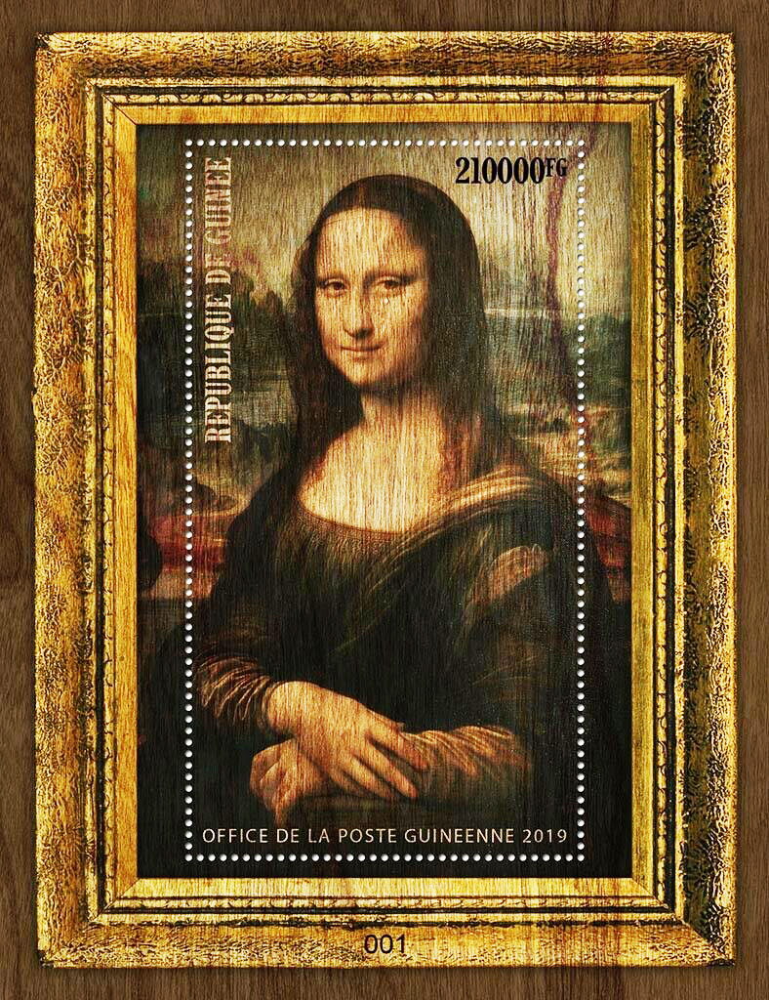 210000FG
REPUBLIQUE DE GUINEE
OFFICE DE LA POSTE GUINEENNE 2019
001